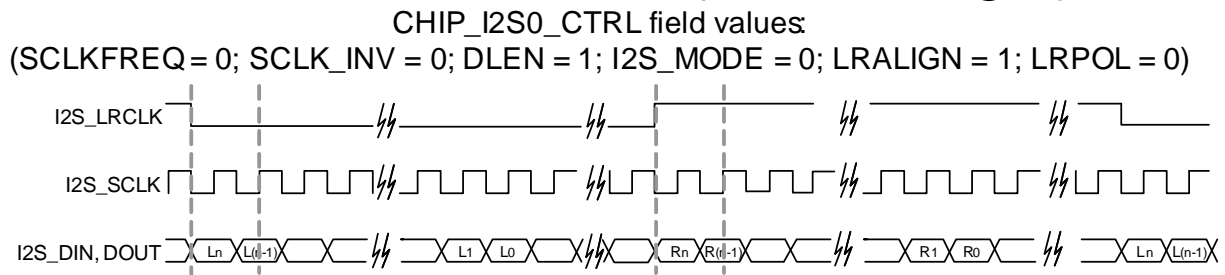 CHIP_I2S0_CTRL field values:
(SCLKFREQ = 0; SCLK_INV = 0; DLEN = 1; I2S_MODE = 0; LRALIGN = 1; LRPOL = 0)
I2S_LRCLK
I2S_SCLK
I2S_DIN, DOUT Ln L(n-1) L1 L0 Rn R(n-1) R1 R0 Ln L(n-1)